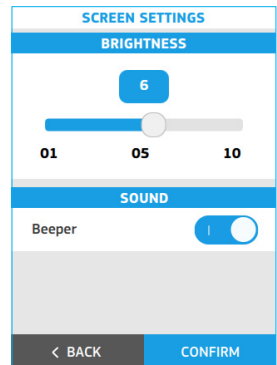 SCREEN SETTINGS
BRIGHTNESS
6
01 05 10
SOUND
Beeper
< BACK CONFIRM